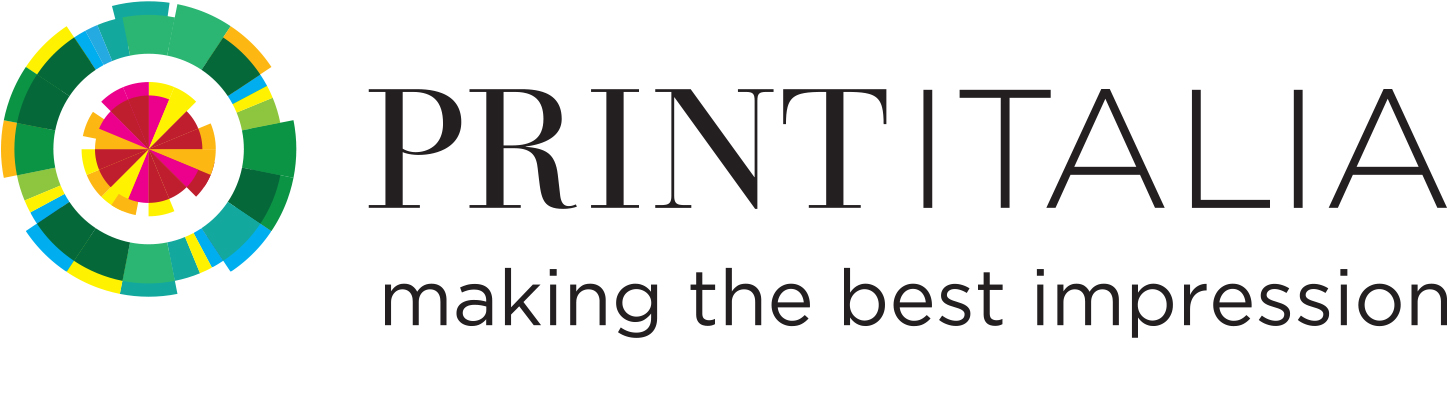 PRINTITALIA
making the best impression